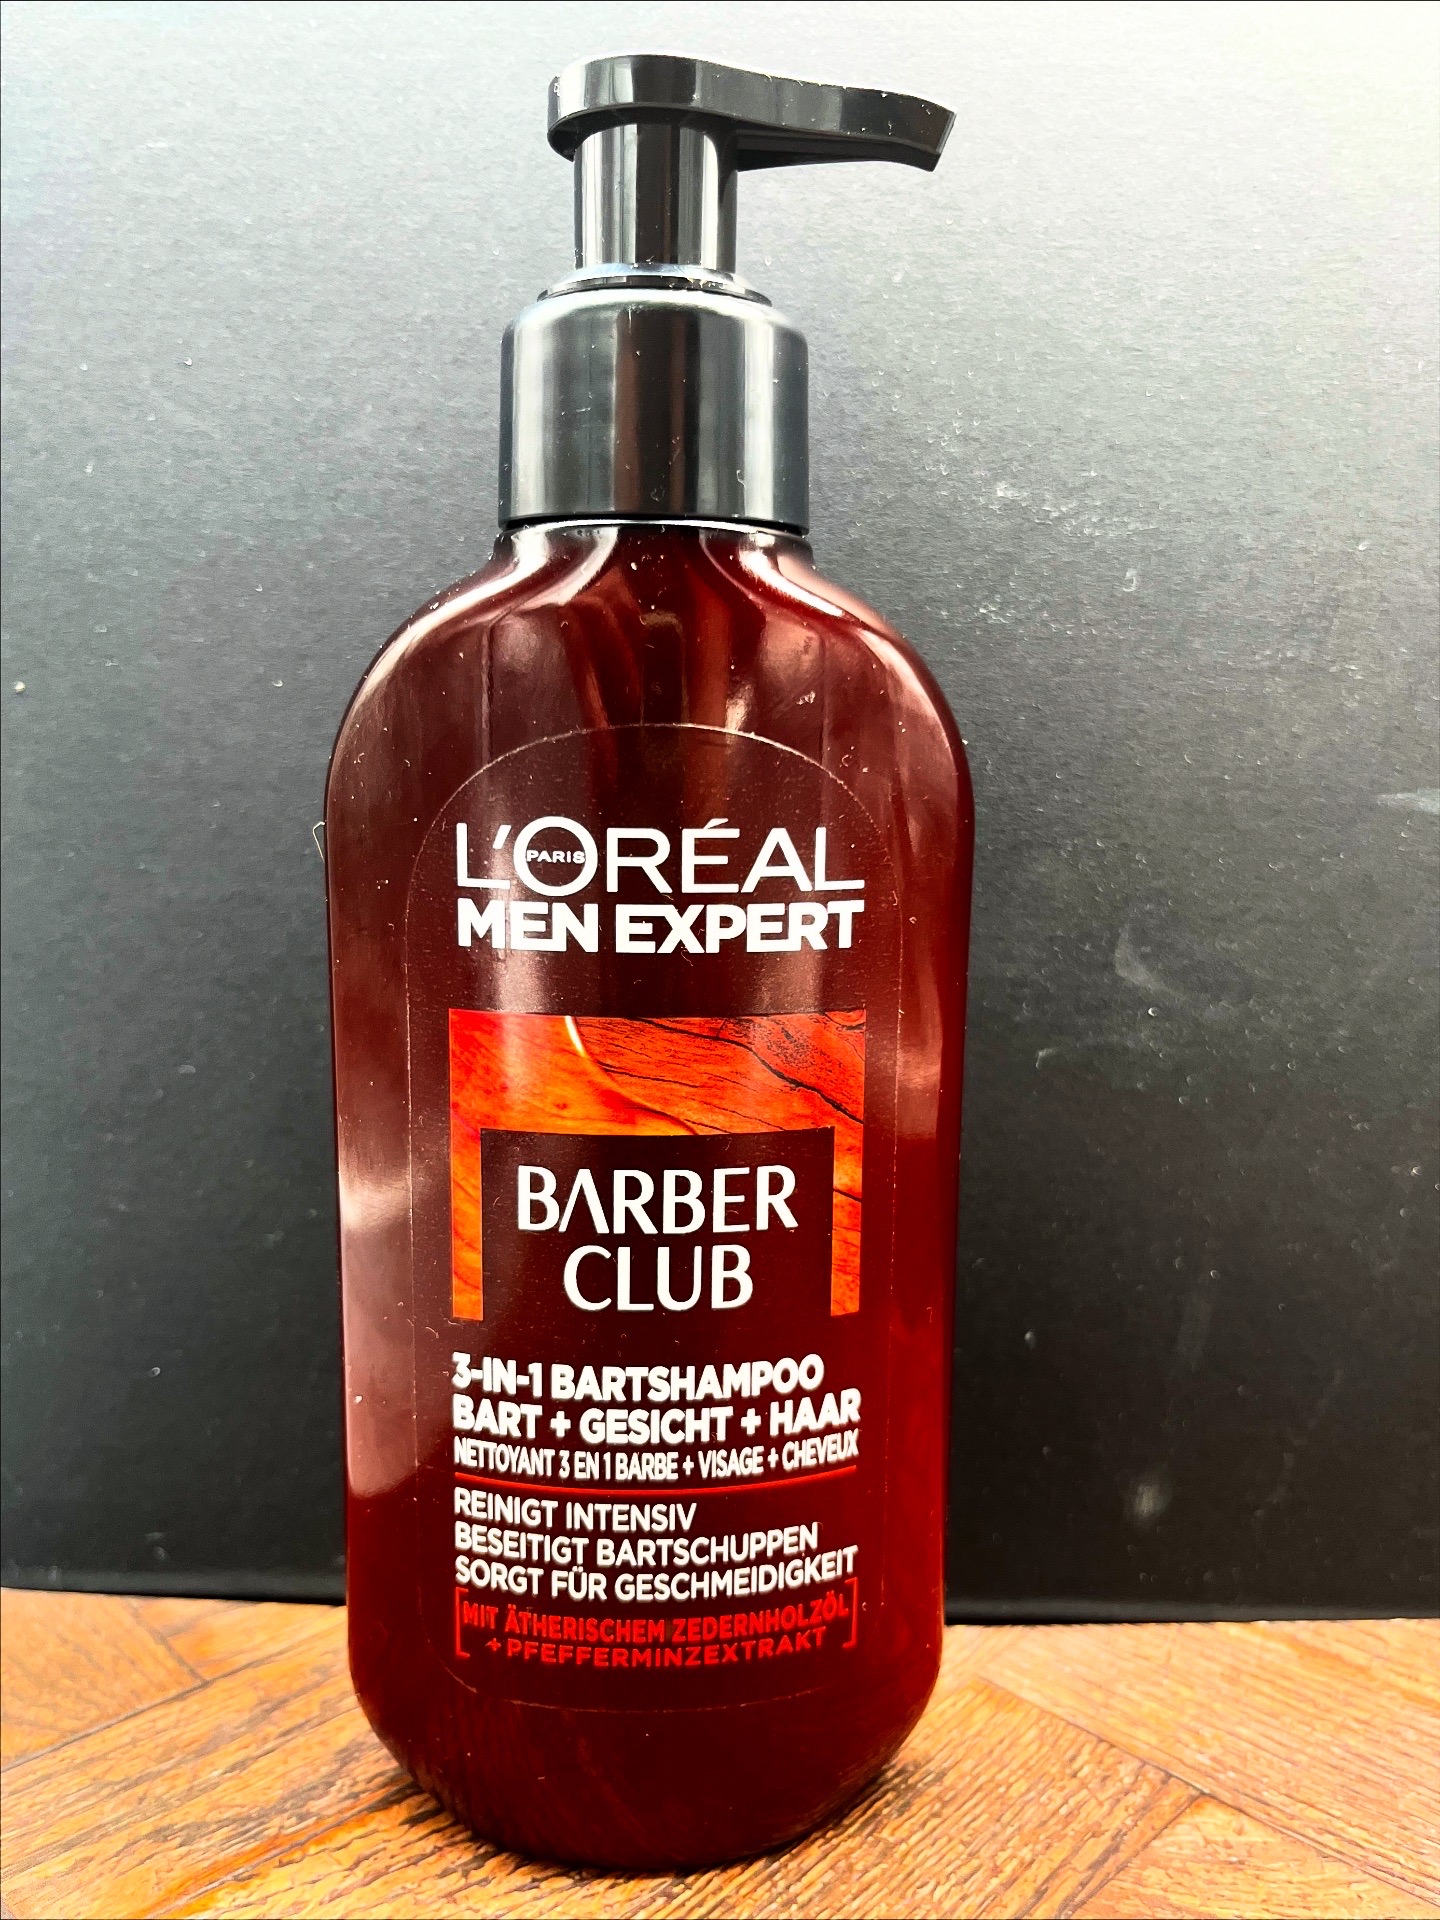 L'ORÉAL
PARIS
MEN EXPERT
BARBER
CLUB
3-IN-1 BARTSHAMPOO
BART + GESICHT + HAAR
NETTOYANT 3 EN 1 BARBE + VISAGE + CHEVEUX
REINIGT INTENSIV
BESEITIGT BARTSCHUPPEN
SORGT FÜR GESCHMEIDIGKEIT
[MIT ÄTHERISCHEM ZEDERNHOLZÖL
+ PFEFFERMINZEXTRAKT]